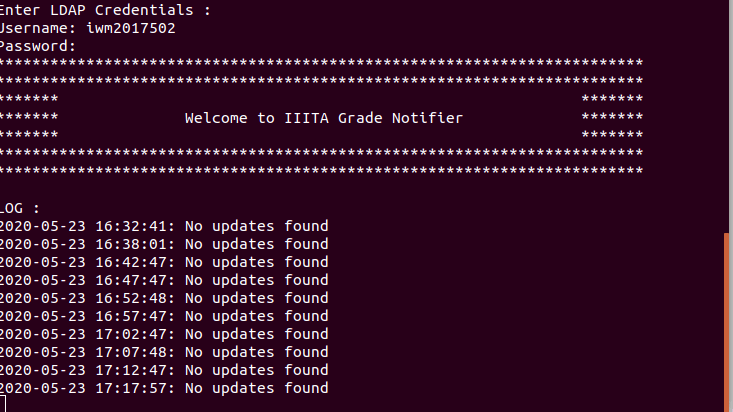 Enter LDAP Credentials :
Username: iwm2017502
Password:
*************************************************************************
*************************************************************************
******* *******
******* Welcome to IIITA Grade Notifier *******
******* *******
*************************************************************************
*************************************************************************
LOG :
2020-05-23 16:32:41: No updates found
2020-05-23 16:38:01: No updates found
2020-05-23 16:42:47: No updates found
2020-05-23 16:47:47: No updates found
2020-05-23 16:52:48: No updates found
2020-05-23 16:57:47: No updates found
2020-05-23 17:02:47: No updates found
2020-05-23 17:07:48: No updates found
2020-05-23 17:12:47: No updates found
2020-05-23 17:17:57: No updates found